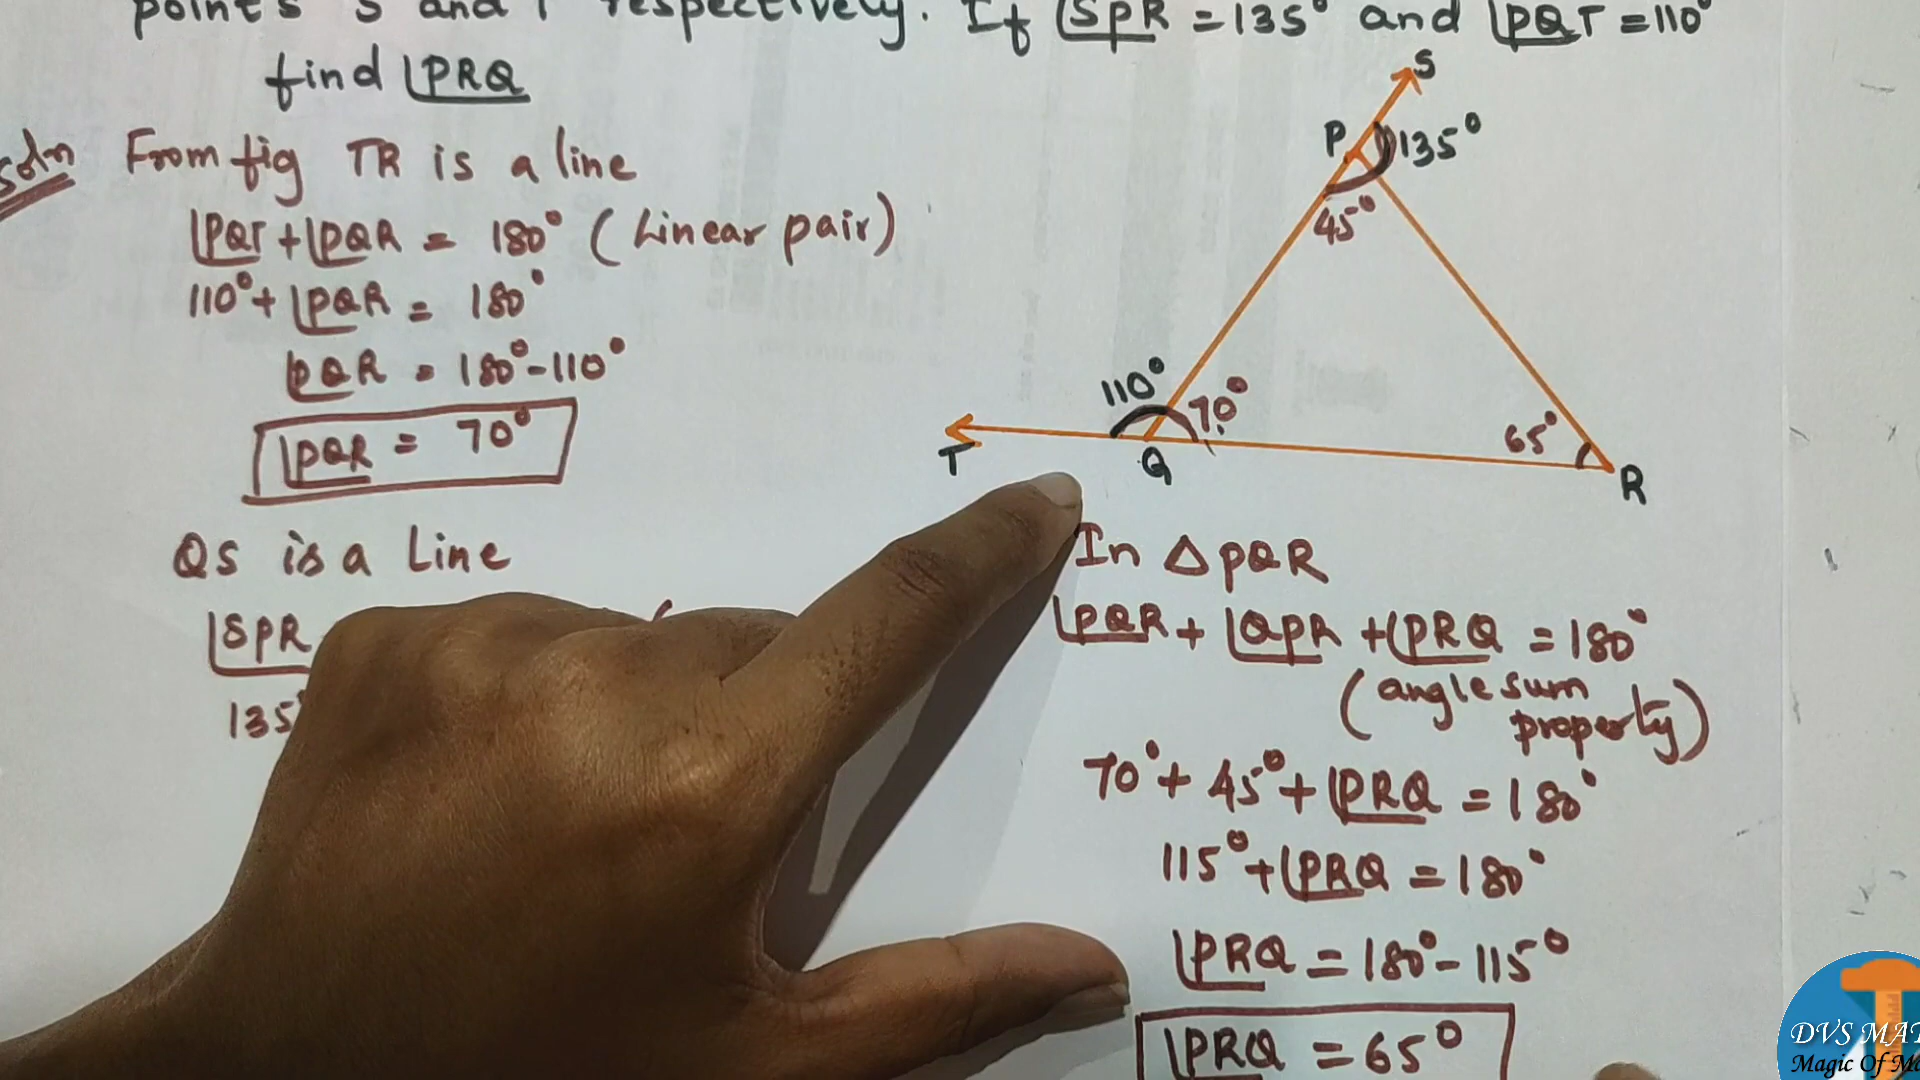 points S and T respectively. If ∠SPR = 135° and ∠PQT = 110°
find ∠PRQ
Soln From fig TR is a line
∠PQT + ∠PQR = 180° (Linear pair)
110° + ∠PQR = 180°
∠PQR = 180° - 110°
∠PQR = 70°
QS is a Line
∠SPR
135°
S
P
135°
45°
110°
70°
65°
T
Q
R
In △PQR
∠PQR + ∠QPR + ∠PRQ = 180°
(angle sum
property)
70° + 45° + ∠PRQ = 180°
115° + ∠PRQ = 180°
∠PRQ = 180° - 115°
∠PRQ = 65°
DVS MA
Magic Of M